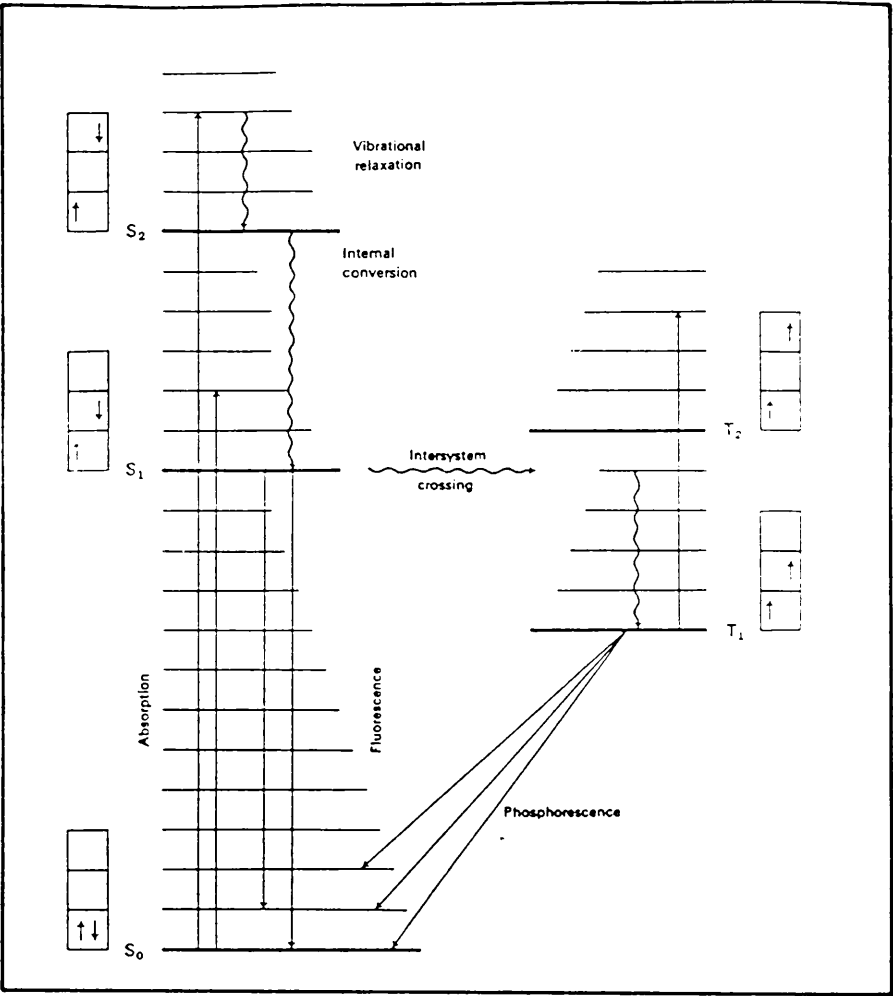 Vibrational
relaxation
S₂
Internal
conversion
T₂
Intersystem
S₁
crossing
T₁
Absorption
Fluorescence
Phosphorescence
S₀